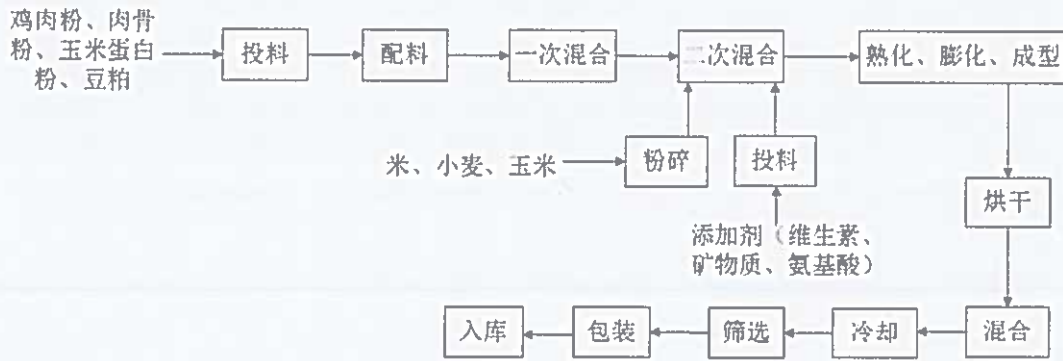 鸡肉粉、肉骨
粉、玉米蛋白
粉、豆粕
投料
配料
一次混合
二次混合
熟化、膨化、成型
米、小麦、玉米
粉碎
投料
烘干
添加剂（维生素、
矿物质、氨基酸）
入库
包装
筛选
冷却
混合